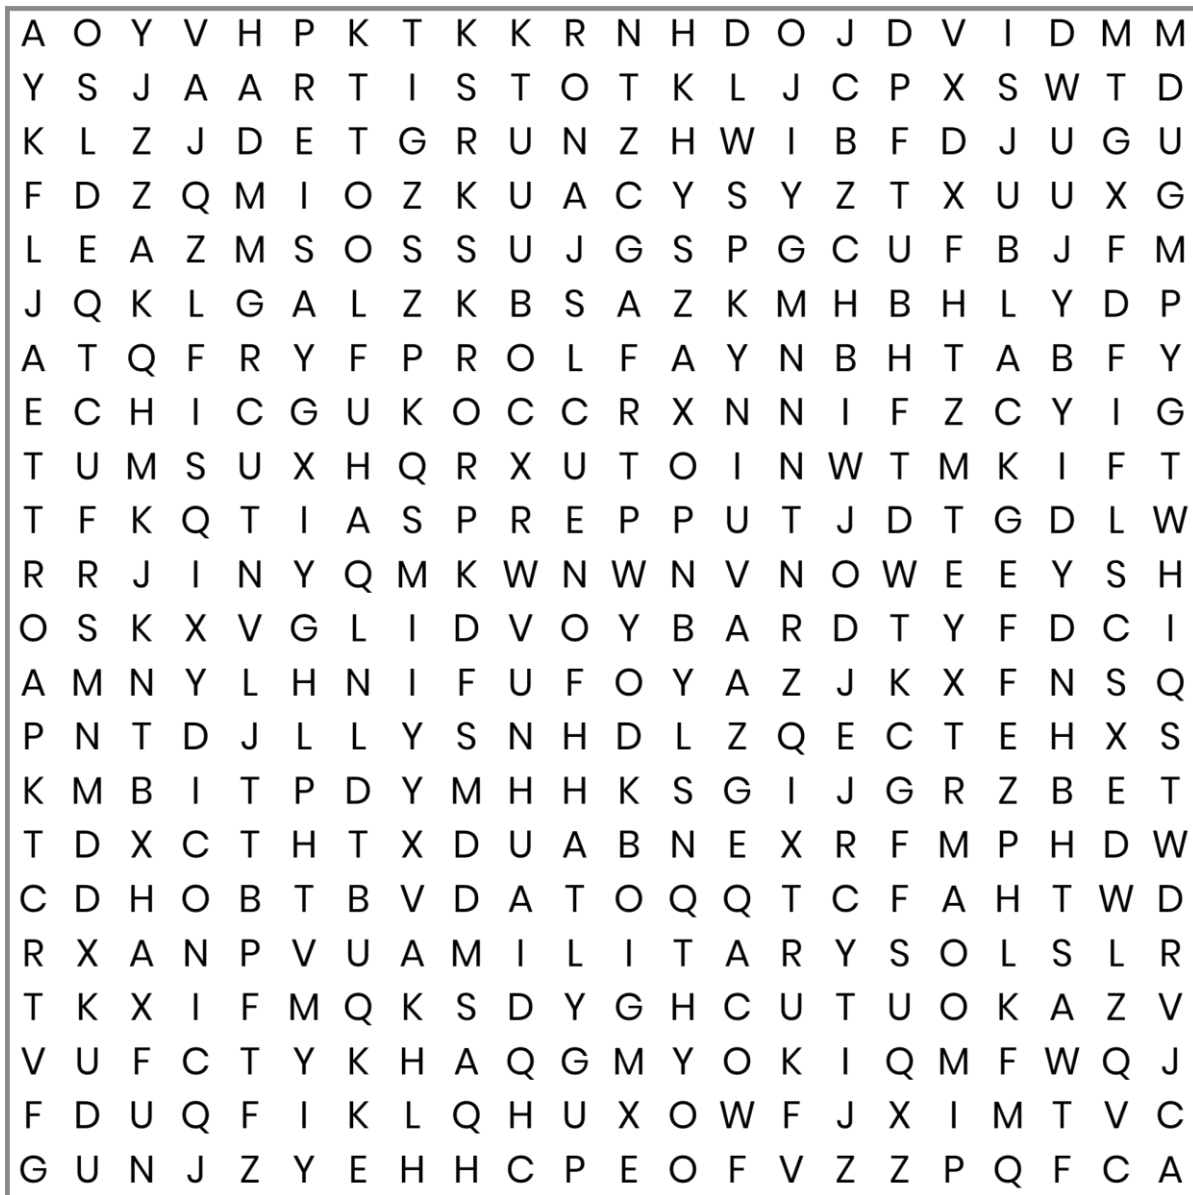 A O Y V H P K T K K R N H D O J D V I D M M
Y S J A A R T I S T O T K L J C P X S W T D
K L Z J D E T G R U N Z H W I B F D J U G U
F D Z Q M I O Z K U A C Y S Y Z T X U U X G
L E A Z M S O S S U J G S P G C U F B J F M
J Q K L G A L Z K B S A Z K M H B H L Y D P
A T Q F R Y F P R O L F A Y N B H T A B F Y
E C H I C G U K O C C R X N N I F Z C Y I G
T U M S U X H Q R X U T O I N W T M K I F T
T F K Q T I A S P R E P P U T J D T G D L W
R R J I N Y Q M K W N W N V N O W E E Y S H
O S K X V G L I D V O Y B A R D T Y F D C I
A M N Y L H N I F U F O Y A Z J K X F N S Q
P N T D J L L Y S N H D L Z Q E C T E H X S
K M B I T P D Y M H H K S G I J G R Z B E T
T D X C T H T X D U A B N E X R F M P H D W
C D H O B T B V D A T O Q Q T C F A H T W D
R X A N P V U A M I L I T A R Y S O L S L R
T K X I F M Q K S D Y G H C U T U O K A Z V
V U F C T Y K H A Q G M Y O K I Q M F W Q J
F D U Q F I K L Q H U X O W F J X I M T V C
G U N J Z Y E H H C P E O F V Z Z P Q F C A